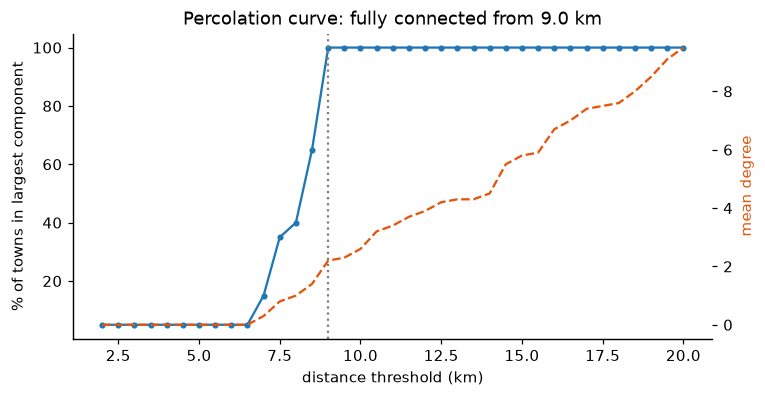 Percolation curve: fully connected from 9.0 km
% of towns in largest component
100
80
60
40
20
8
6
4
2
0
mean degree
2.5 5.0 7.5 10.0 12.5 15.0 17.5 20.0
distance threshold (km)